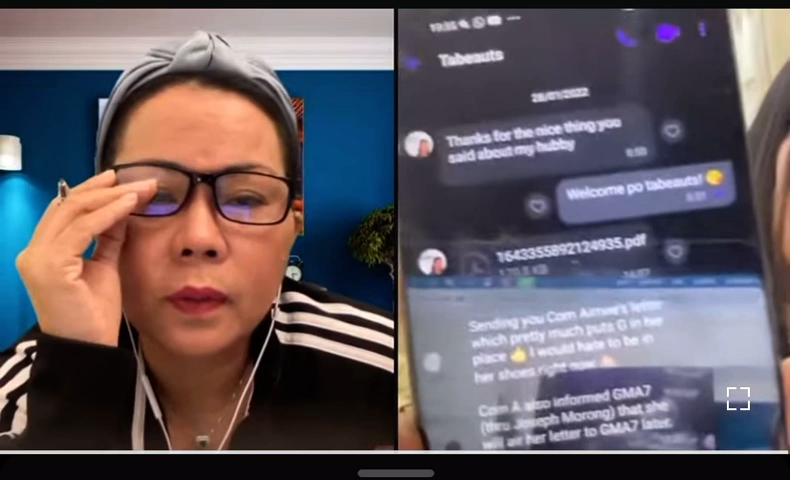 19:35
Tabeauts
28/01/2022
Thanks for the nice thing you
said about my hubby
Welcome po tabeauts! 😘
1643355892124935.pdf
Sending you Com Aimee's letter
which pretty much puts G in her
place 👍 I would hate to be in
her shoes right now
Com A also informed GMA7
(thru Joseph Morong) that she
will air her letter to GMA7 later.